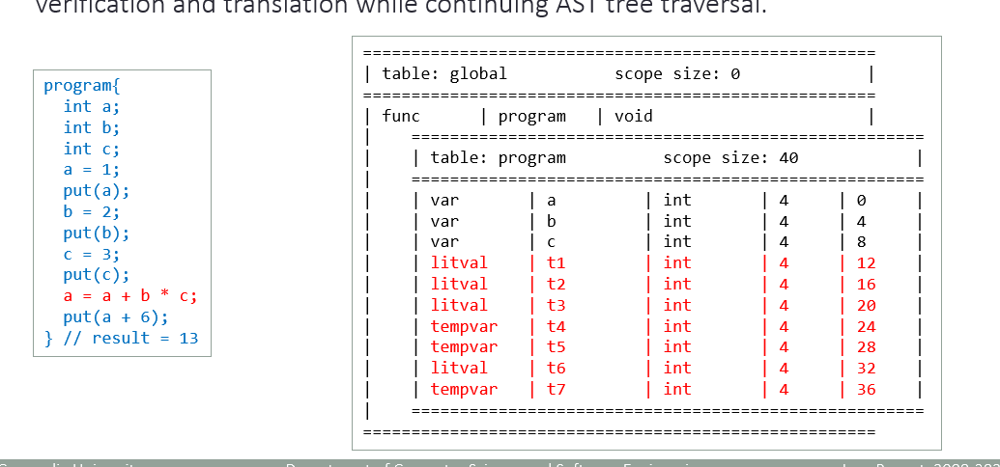 verification and translation while continuing AST tree traversal.
program{
int a;
int b;
int c;
a = 1;
put(a);
b = 2;
put(b);
c = 3;
put(c);
a = a + b * c;
put(a + 6);
} // result = 13
=====================================================
| table: global scope size: 0 |
=====================================================
| func | program | void |
| =====================================================
| | table: program scope size: 40 |
| =====================================================
| | var | a | int | 4 | 0 |
| | var | b | int | 4 | 4 |
| | var | c | int | 4 | 8 |
| | litval | t1 | int | 4 | 12 |
| | litval | t2 | int | 4 | 16 |
| | litval | t3 | int | 4 | 20 |
| | tempvar | t4 | int | 4 | 24 |
| | tempvar | t5 | int | 4 | 28 |
| | litval | t6 | int | 4 | 32 |
| | tempvar | t7 | int | 4 | 36 |
| =====================================================
=====================================================